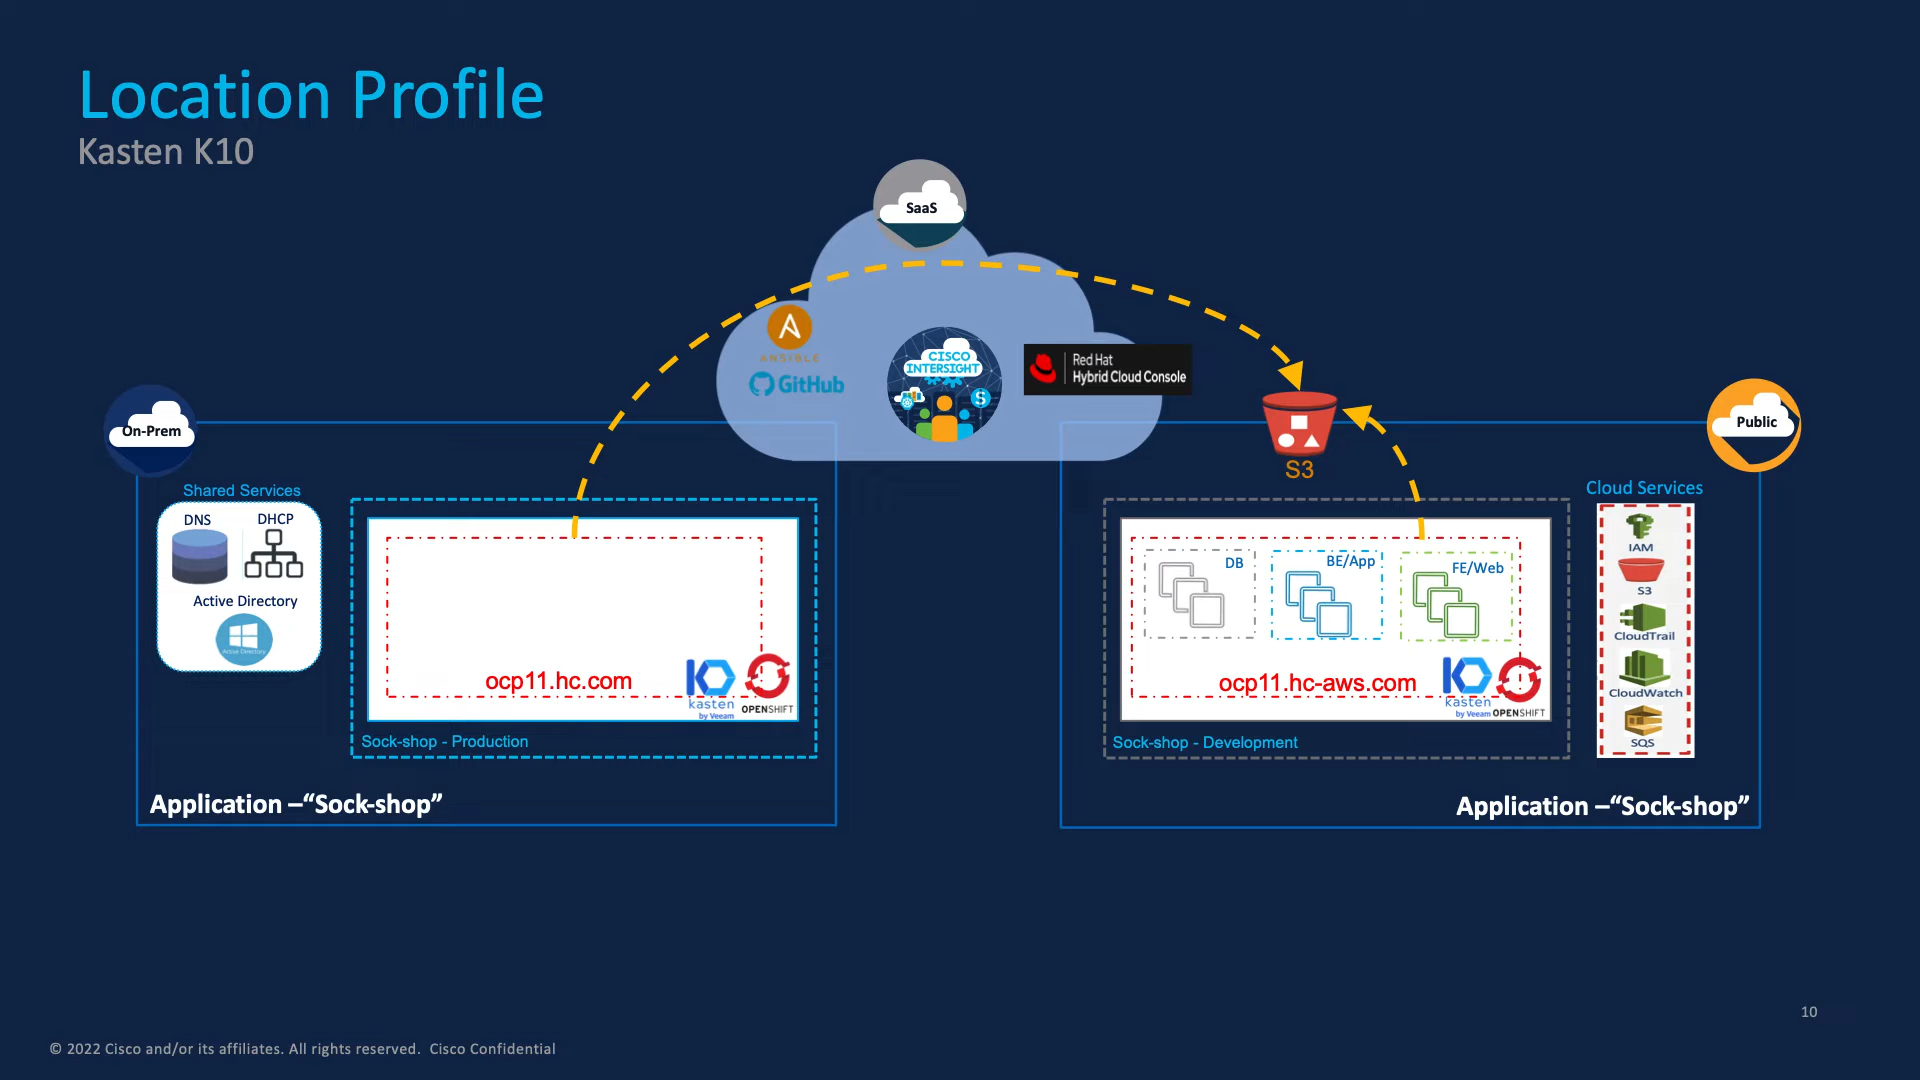 Location Profile
Kasten K10
SaaS
ANSIBLE
GitHub
CISCO
INTERSIGHT
Red Hat
Hybrid Cloud Console
On-Prem
Public
S3
Shared Services
DNS
DHCP
Active Directory
Active Directory
ocp11.hc.com
kasten
by Veeam
OPENSHIFT
Sock-shop - Production
Application –“Sock-shop”
DB
BE/App
FE/Web
ocp11.hc-aws.com
kasten
by Veeam
OPENSHIFT
Sock-shop - Development
Cloud Services
IAM
S3
CloudTrail
CloudWatch
SQS
Application –“Sock-shop”
10
© 2022 Cisco and/or its affiliates. All rights reserved. Cisco Confidential